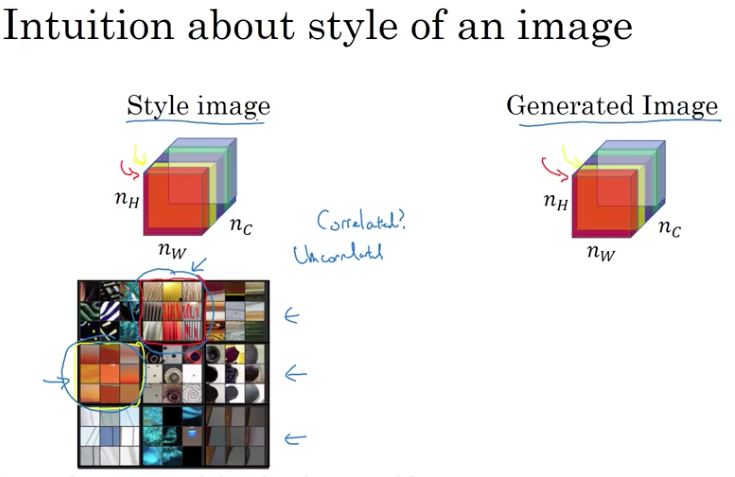 Intuition about style of an image
Style image
Generated Image
n_H
n_C
n_W
n_H
n_C
n_W
Correlated?
Uncorrelated